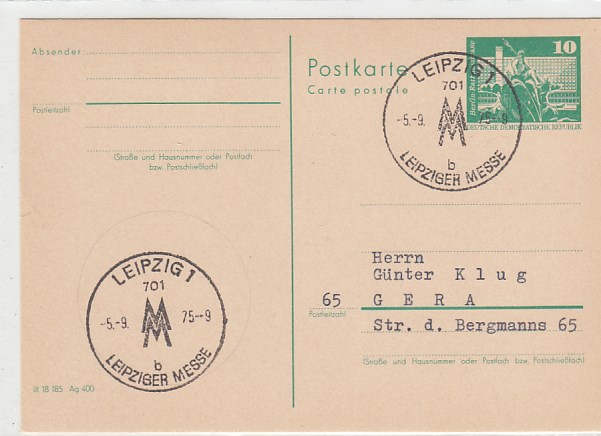 Absender
Postleitzahl
(Straße und Hausnummer oder Postfach
bzw. Postschließfach)
LEIPZIG 1
701
-5.-9. 75--9
b
LEIPZIGER MESSE
III 18 185 Ag 400
Postkarte
Carte postale
10
DEUTSCHE DEMOKRATISCHE REPUBLIK
LEIPZIG 1
701
-5.-9. 75--9
b
LEIPZIGER MESSE
Herrn
Günter K l u g
65 G E R A
Postleitzahl
Str. d. Bergmanns 65
(Straße und Hausnummer oder Postfach bzw. Postschließfach)